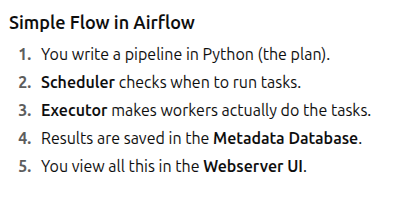 Simple Flow in Airflow
1. You write a pipeline in Python (the plan).
2. Scheduler checks when to run tasks.
3. Executor makes workers actually do the tasks.
4. Results are saved in the Metadata Database.
5. You view all this in the Webserver UI.